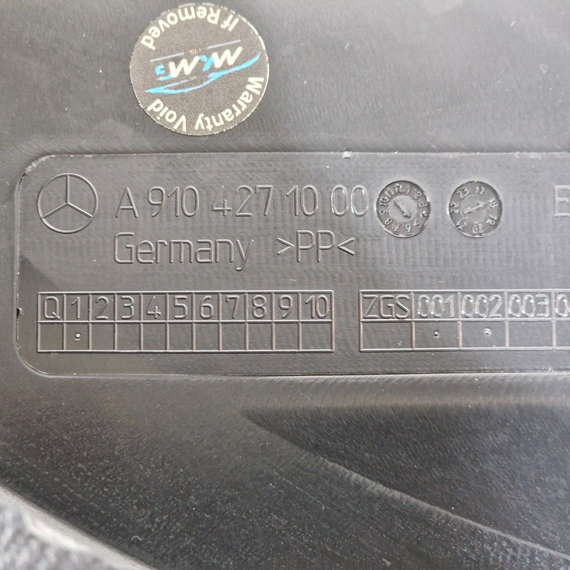 If Removed
MKMS
Warranty Void
A 910 427 10 00
E
Germany >PP<
Q 1 2 3 4 5 6 7 8 9 10
ZGS 001 002 003